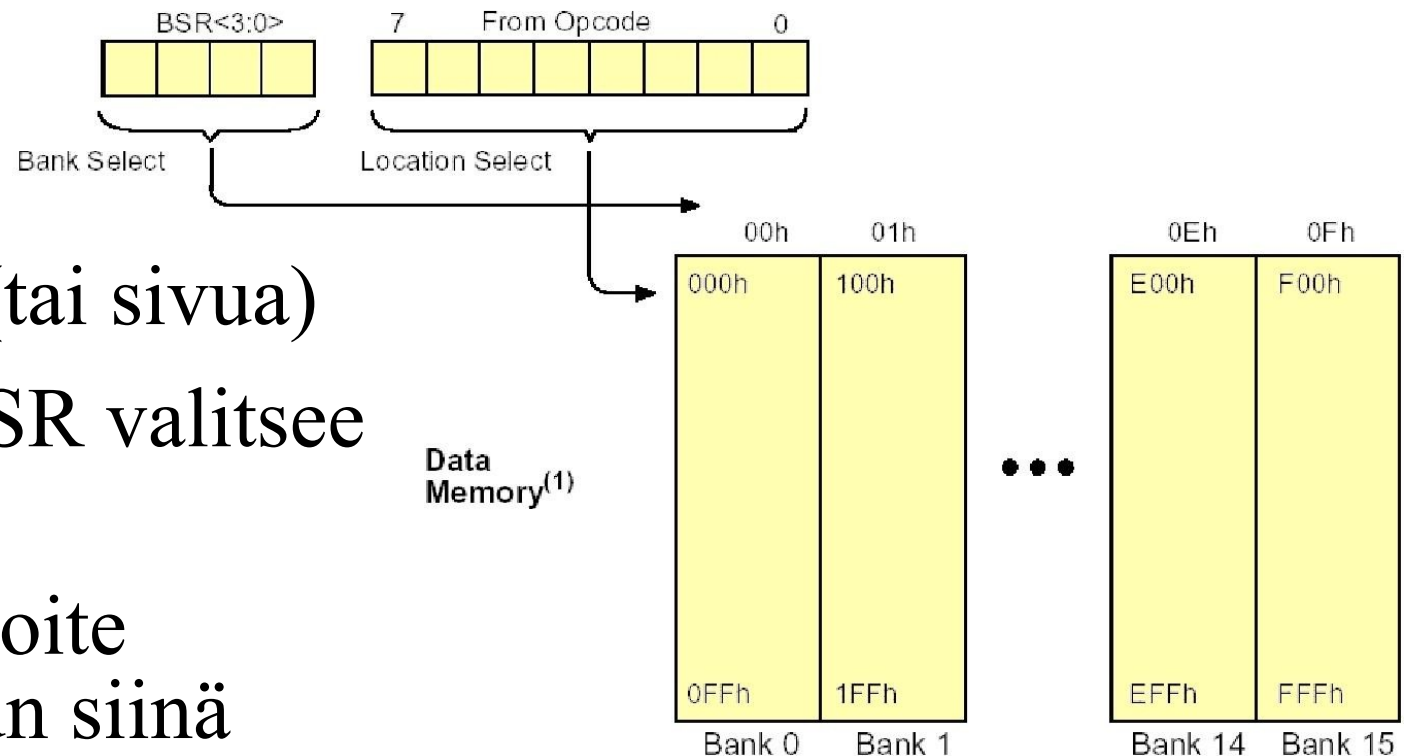 BSR<3:0>
7 From Opcode 0
Bank Select
Location Select
00h 01h 0Eh 0Fh
000h 100h E00h F00h
(tai sivua)
SR valitsee
Data
Memory(1)
oite
n siinä
0FFh 1FFh EFFh FFFh
Bank 0 Bank 1 Bank 14 Bank 15